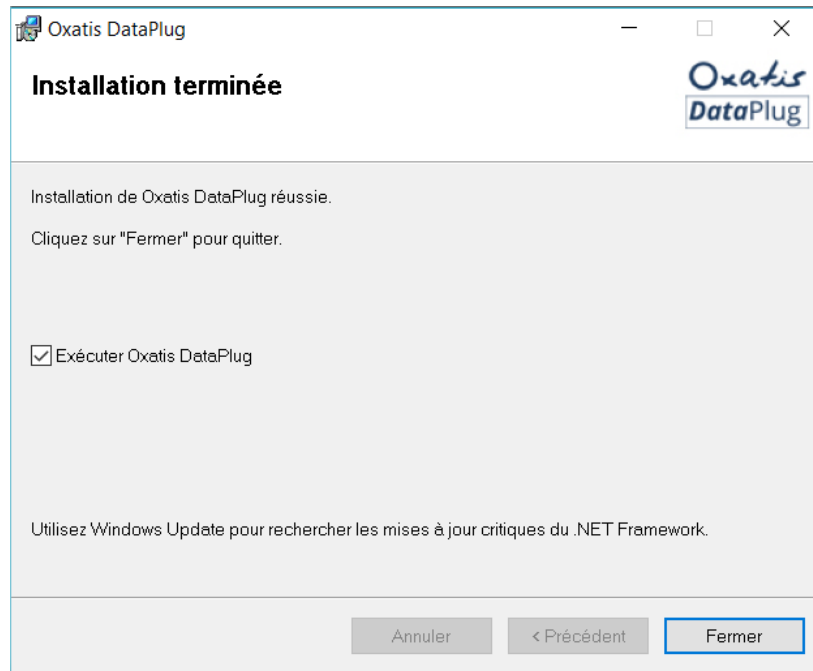 Oxatis DataPlug
Installation terminée
Oxatis
DataPlug
Installation de Oxatis DataPlug réussie.
Cliquez sur "Fermer" pour quitter.
Exécuter Oxatis DataPlug
Utilisez Windows Update pour rechercher les mises à jour critiques du .NET Framework.
Annuler
< Précédent
Fermer